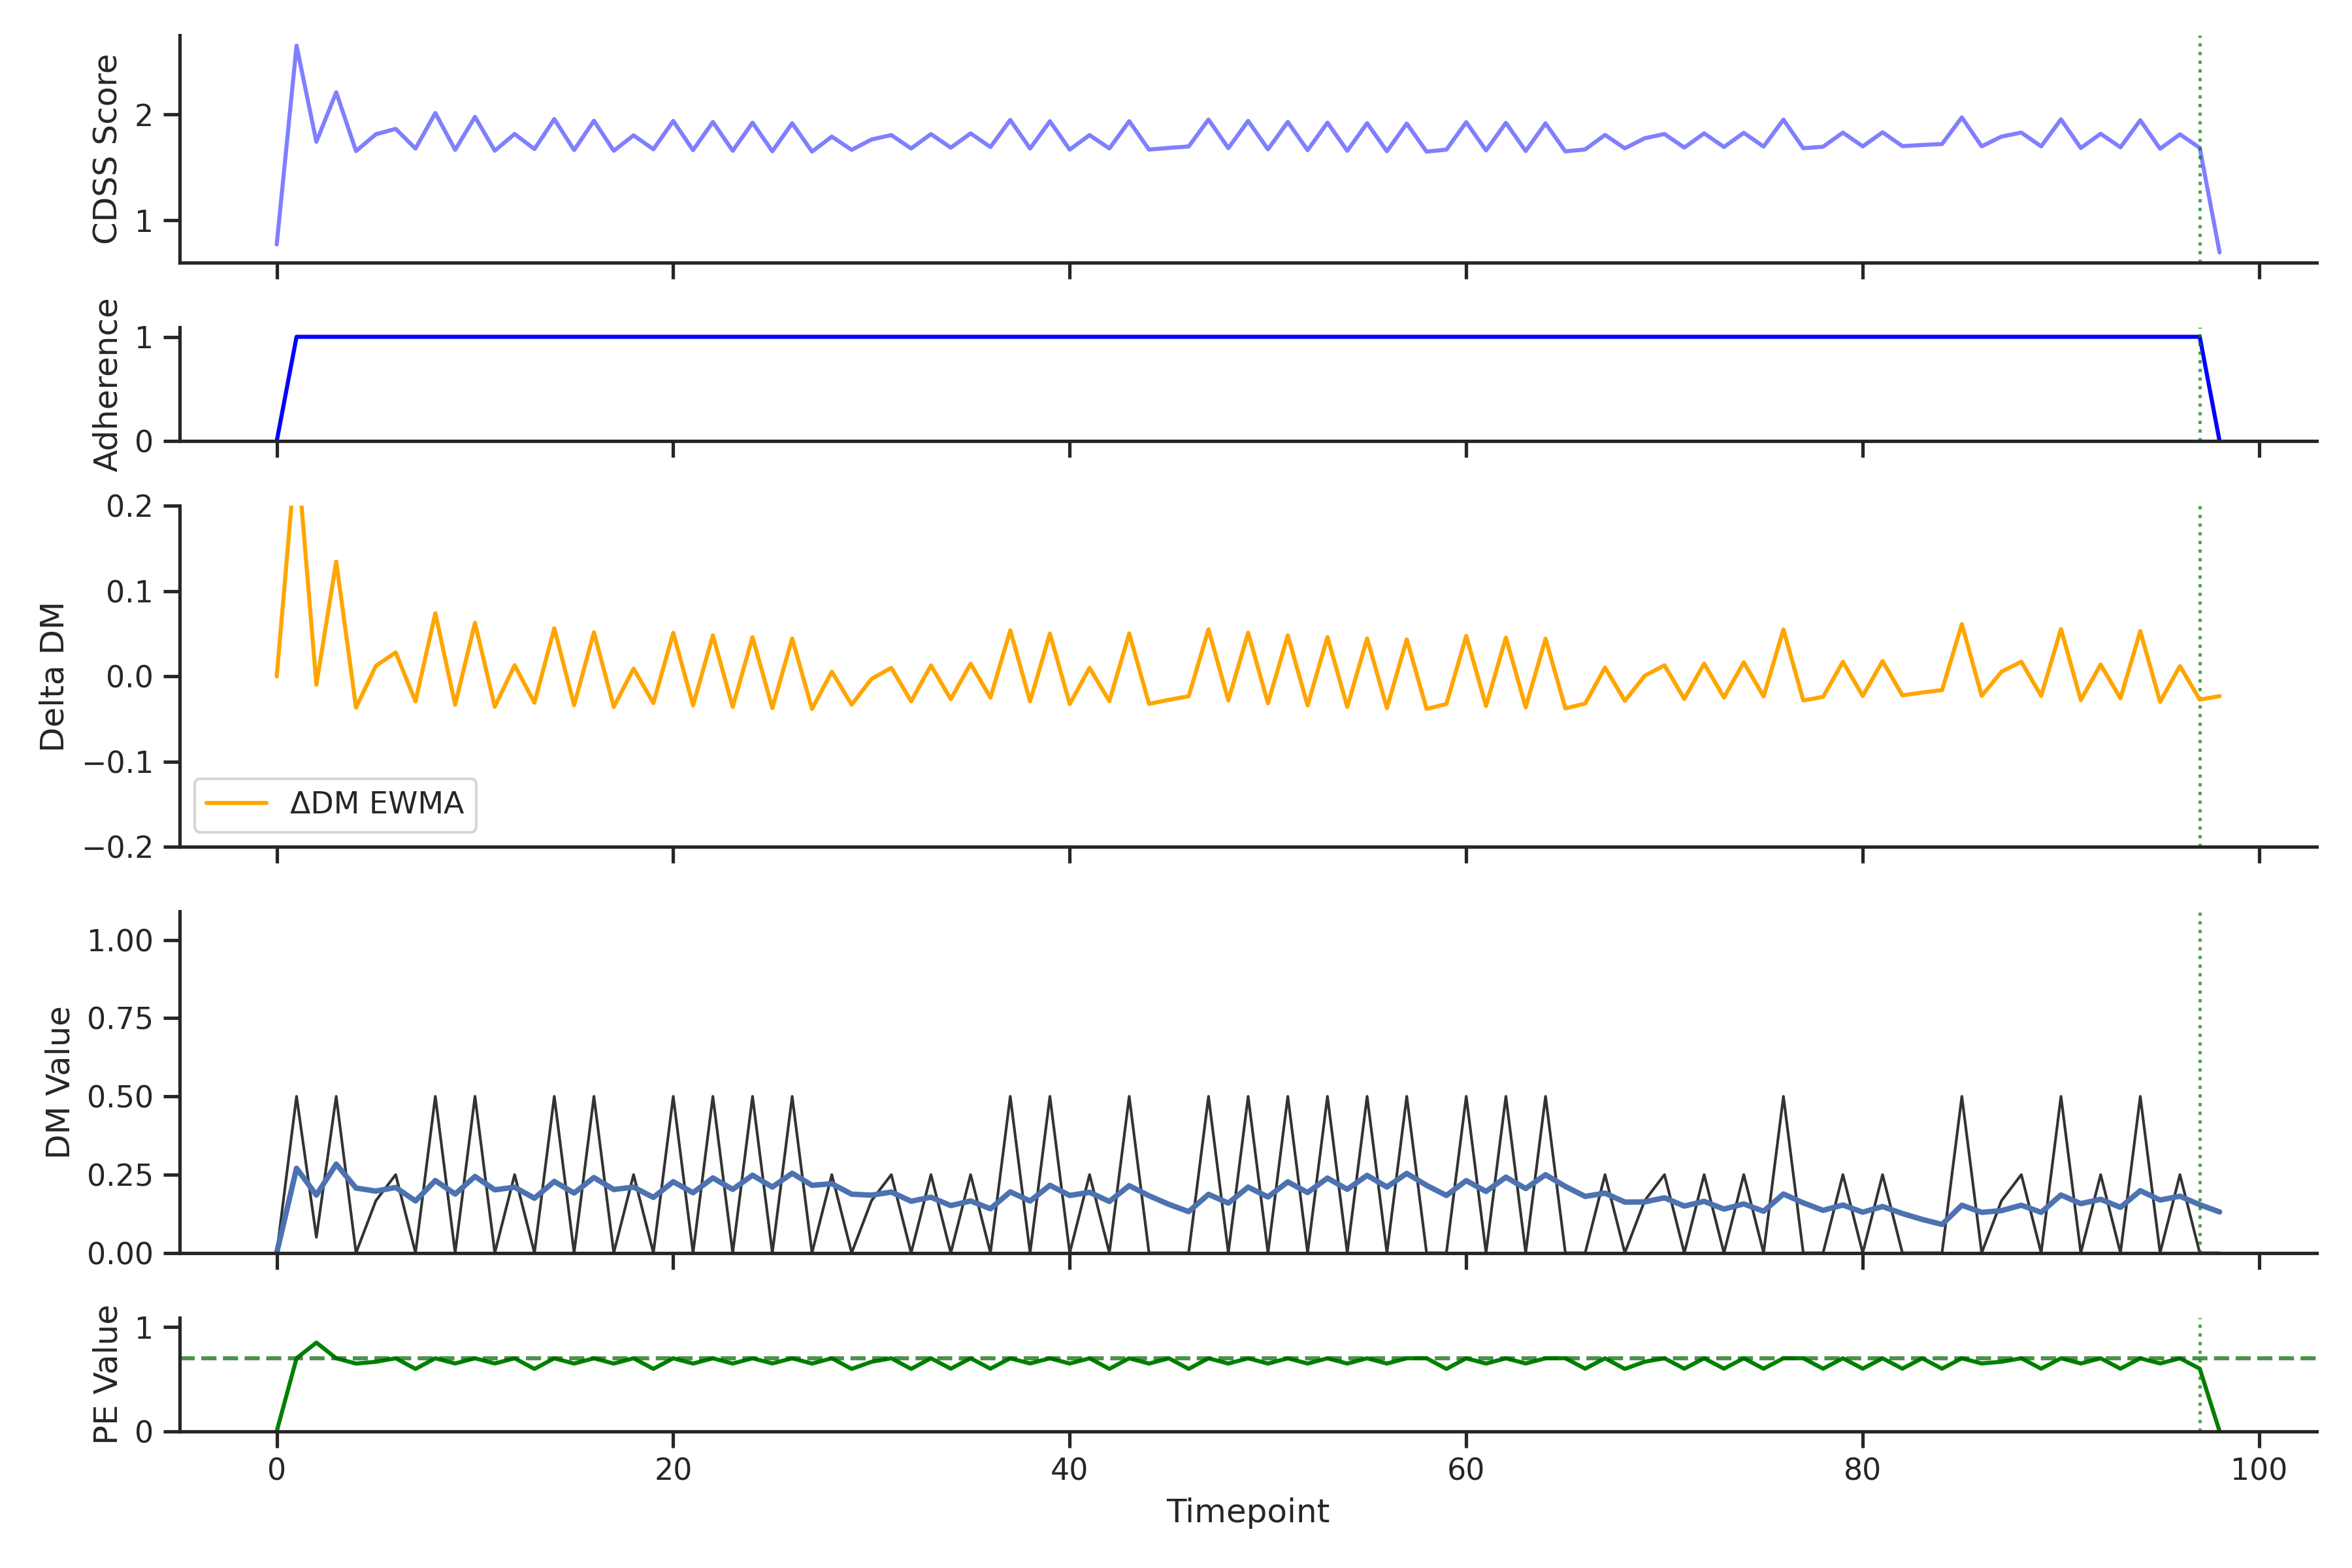 CDSS Score
2
1
Adherence
1
0
Delta DM
0.2
0.1
0.0
−0.1
−0.2
ΔDM EWMA
DM Value
1.00
0.75
0.50
0.25
0.00
PE Value
1
0
0 20 40 60 80 100
Timepoint